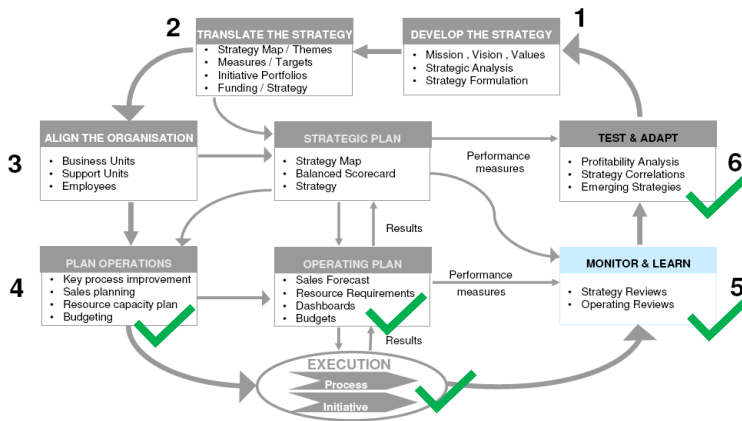 1
2
TRANSLATE THE STRATEGY
• Strategy Map / Themes
• Measures / Targets
• Initiative Portfolios
• Funding / Strategy
DEVELOP THE STRATEGY
• Mission , Vision , Values
• Strategic Analysis
• Strategy Formulation
3
ALIGN THE ORGANISATION
• Business Units
• Support Units
• Employees
STRATEGIC PLAN
• Strategy Map
• Balanced Scorecard
• Strategy
Performance
measures
TEST & ADAPT
• Profitability Analysis
• Strategy Correlations
• Emerging Strategies
6
Results
4
PLAN OPERATIONS
• Key process improvement
• Sales planning
• Resource capacity plan
• Budgeting
OPERATING PLAN
• Sales Forecast
• Resource Requirements
• Dashboards
• Budgets
Performance
measures
MONITOR & LEARN
• Strategy Reviews
• Operating Reviews
5
Results
EXECUTION
Process
Initiative